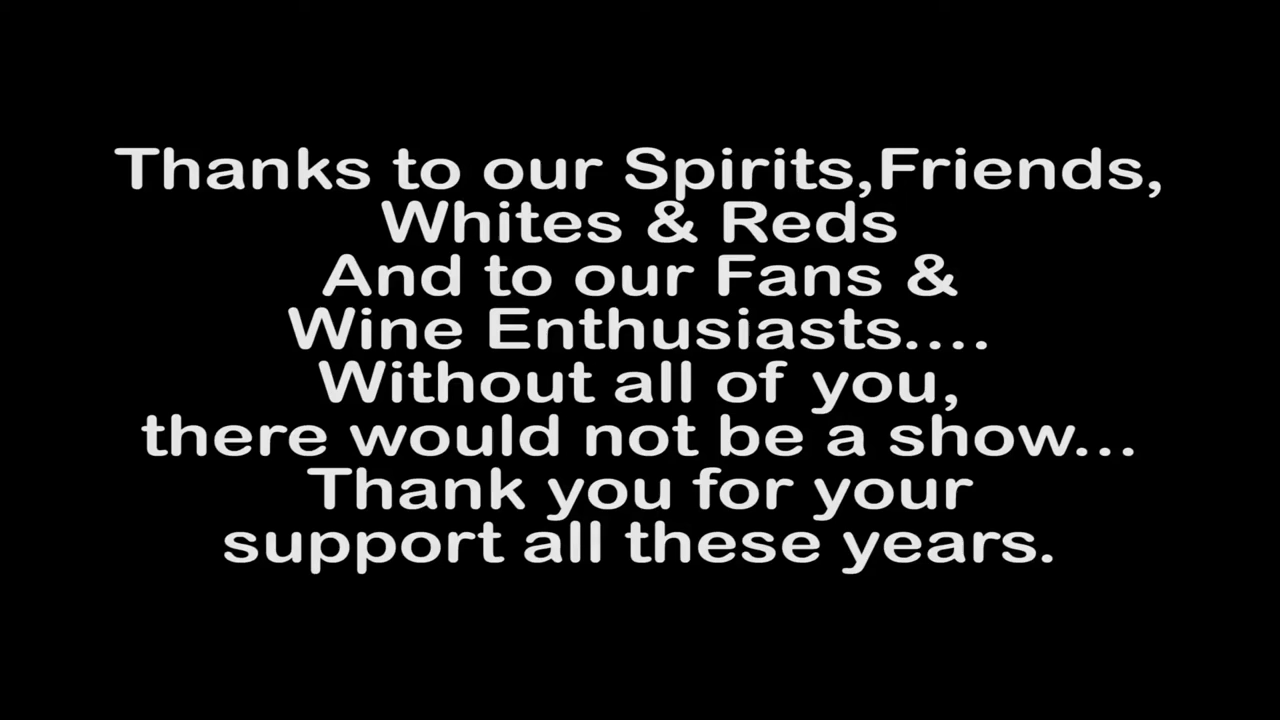 Thanks to our Spirits,Friends,
Whites & Reds
And to our Fans &
Wine Enthusiasts....
Without all of you,
there would not be a show...
Thank you for your
support all these years.